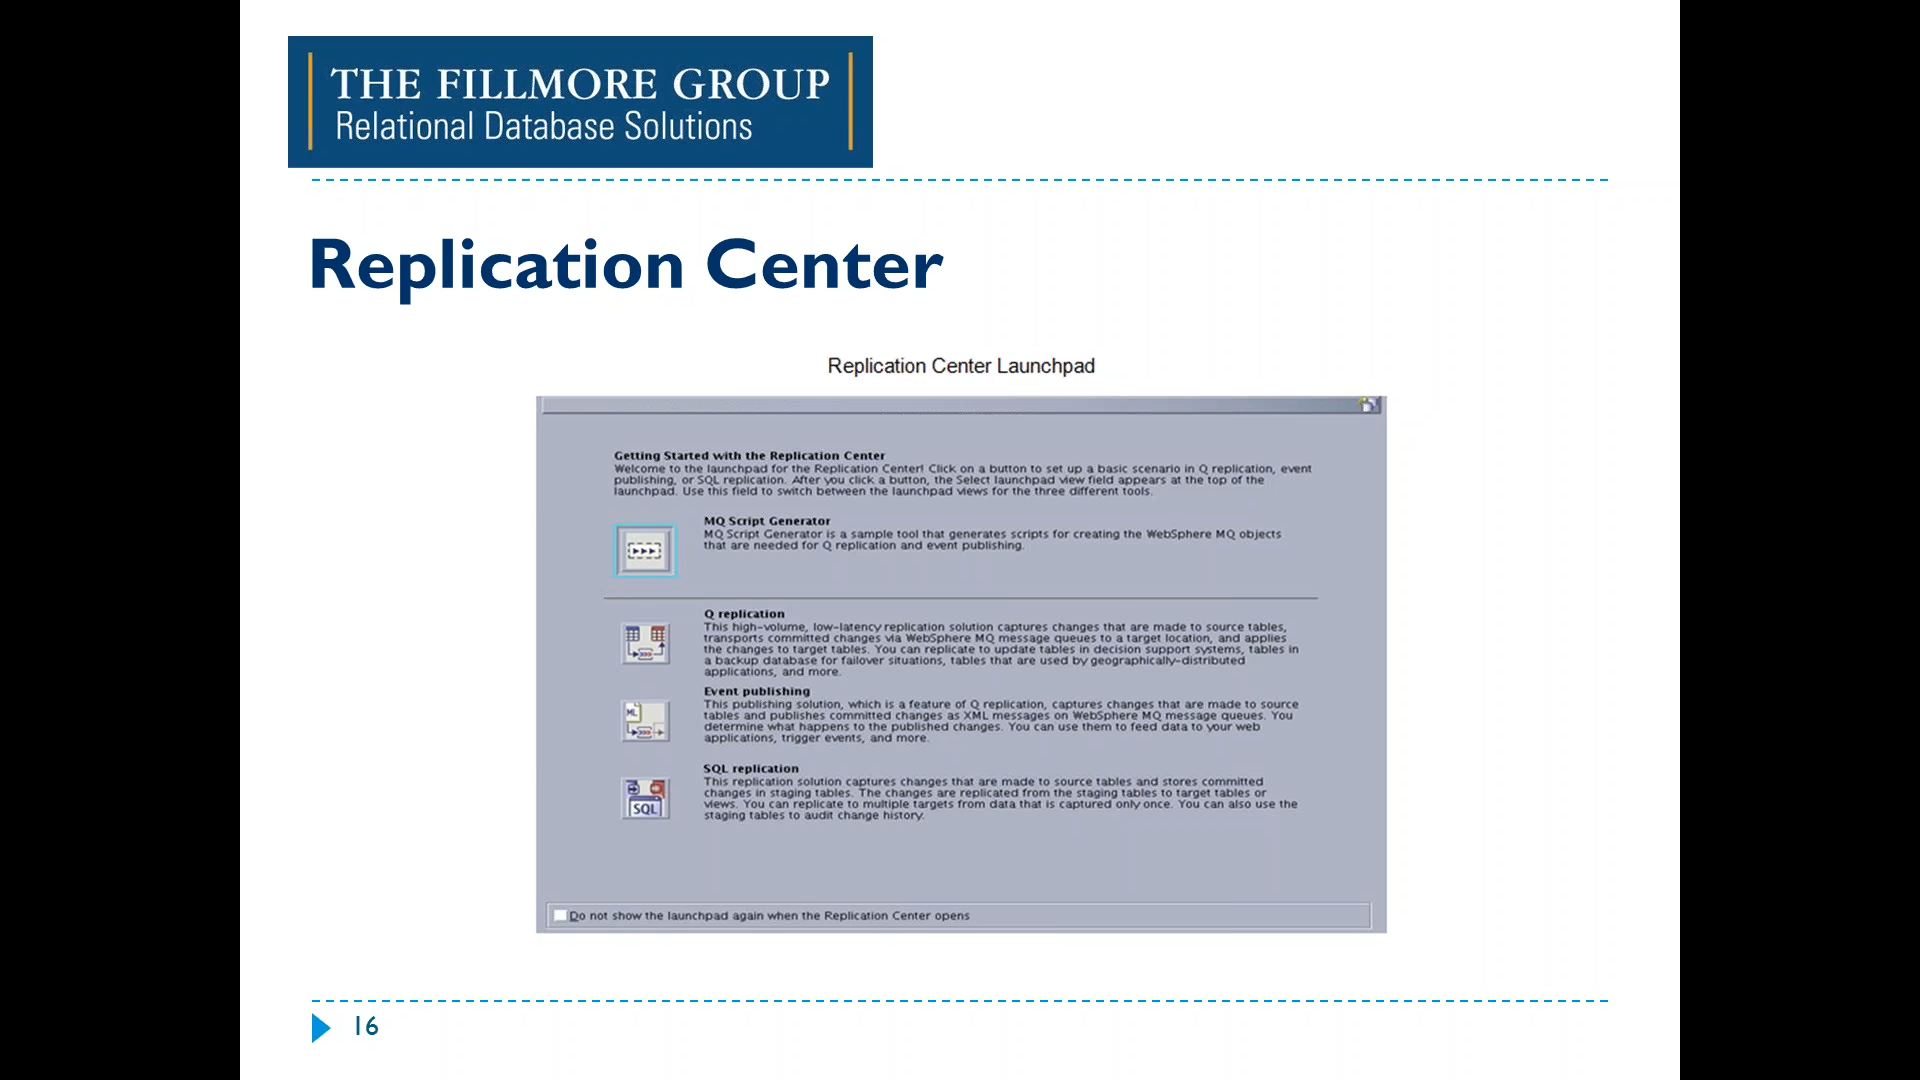 THE FILLMORE GROUP
Relational Database Solutions
Replication Center
Replication Center Launchpad
Getting Started with the Replication Center
Welcome to the launchpad for the Replication Center! Click on a button to set up a basic scenario in Q replication, event
publishing, or SQL replication. After you click a button, the Select launchpad view field appears at the top of the
launchpad. Use this field to switch between the launchpad views for the three different tools.
MQ Script Generator
MQ Script Generator is a sample tool that generates scripts for creating the WebSphere MQ objects
that are needed for Q replication and event publishing.
Q replication
This high-volume, low-latency replication solution captures changes that are made to source tables,
transports committed changes via WebSphere MQ message queues to a target location, and applies
the changes to target tables. You can replicate to update tables in decision support systems, tables in
a backup database for failover situations, tables that are used by geographically-distributed
applications, and more.
Event publishing
ML
This publishing solution, which is a feature of Q replication, captures changes that are made to source
tables and publishes committed changes as XML messages on WebSphere MQ message queues. You
determine what happens to the published changes. You can use them to feed data to your web
applications, trigger events, and more.
SQL replication
SQL
This replication solution captures changes that are made to source tables and stores committed
changes in staging tables. The changes are replicated from the staging tables to target tables or
views. You can replicate to multiple targets from data that is captured only once. You can also use the
staging tables to audit change history.
Do not show the launchpad again when the Replication Center opens
16